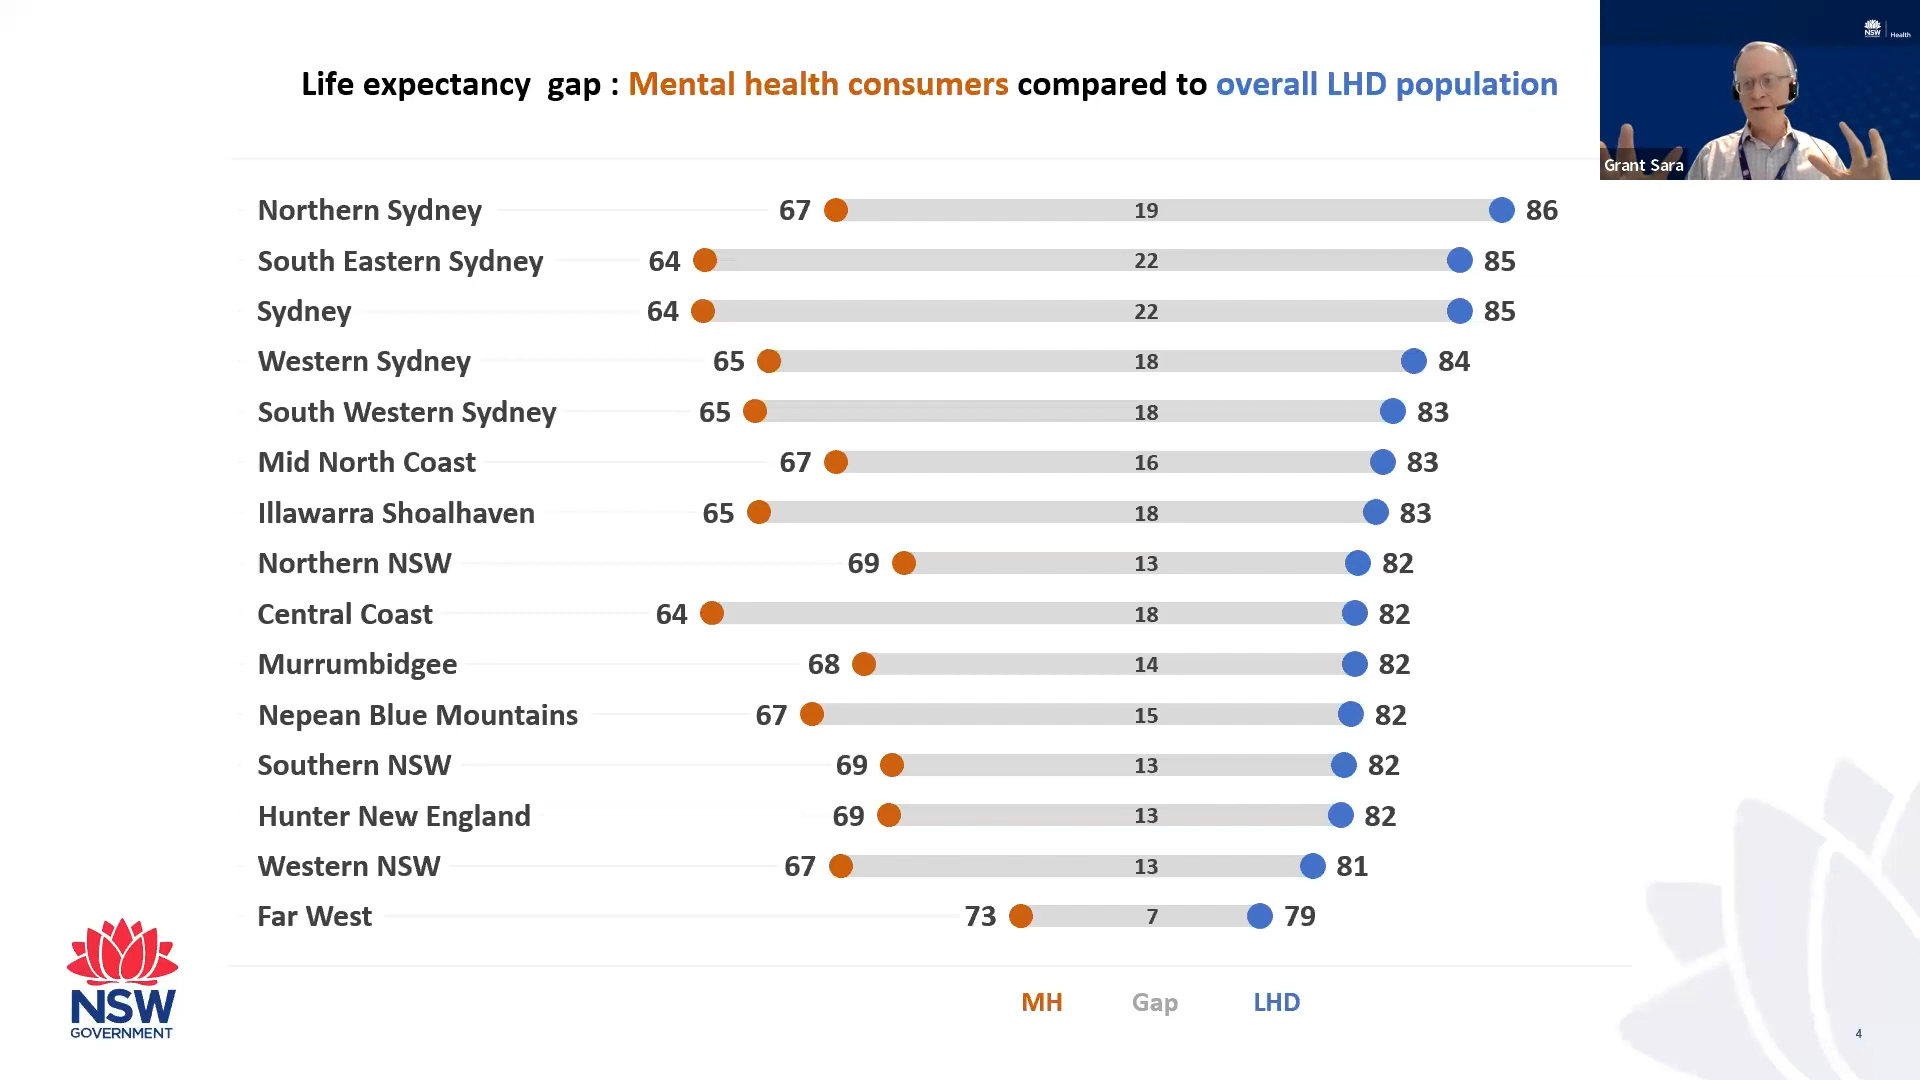 Life expectancy gap : Mental health consumers compared to overall LHD population
NSW Health
Grant Sara
Northern Sydney 67 19 86
South Eastern Sydney 64 22 85
Sydney 64 22 85
Western Sydney 65 18 84
South Western Sydney 65 18 83
Mid North Coast 67 16 83
Illawarra Shoalhaven 65 18 83
Northern NSW 69 13 82
Central Coast 64 18 82
Murrumbidgee 68 14 82
Nepean Blue Mountains 67 15 82
Southern NSW 69 13 82
Hunter New England 69 13 82
Western NSW 67 13 81
Far West 73 7 79
MH Gap LHD
NSW
GOVERNMENT
4